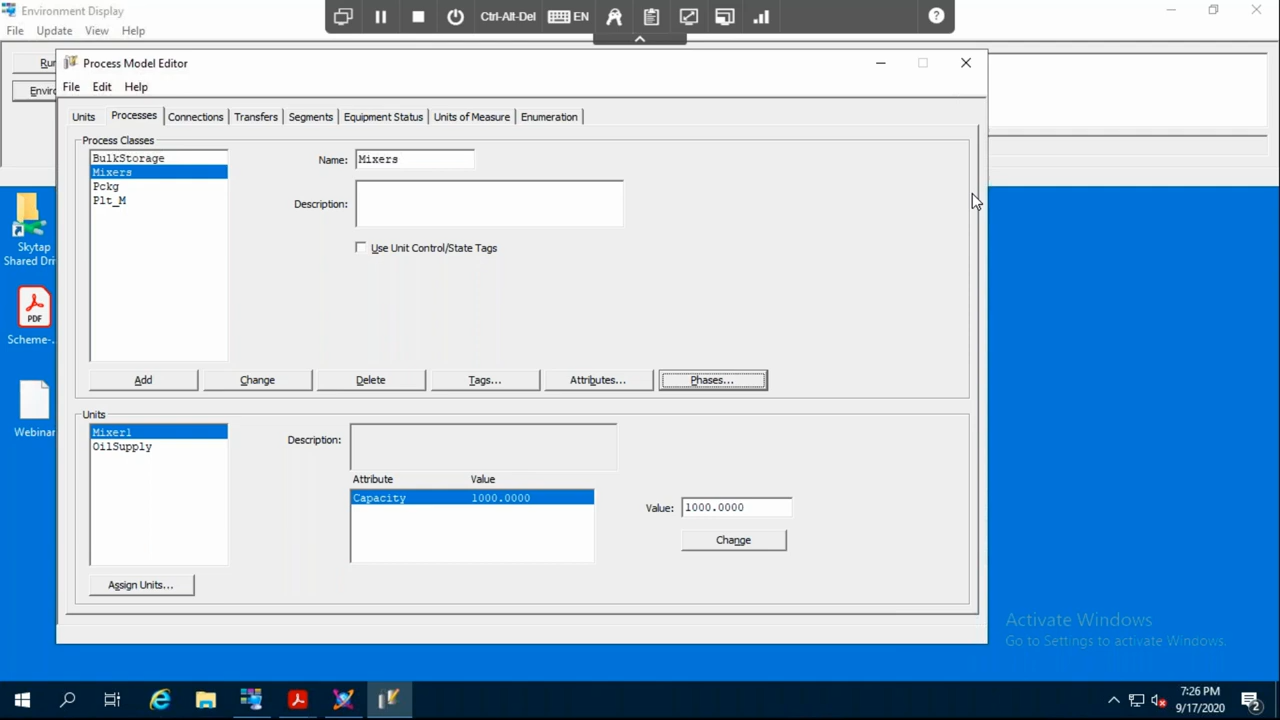 Environment Display
Ctrl-Alt-Del
EN
File Update View Help
Run
Enviro
Process Model Editor
File Edit Help
Units Processes Connections Transfers Segments Equipment Status Units of Measure Enumeration
Process Classes
BulkStorage
Mixers
Pckg
Plt_M
Name: Mixers
Description:
Use Unit Control/State Tags
Add Change Delete Tags... Attributes... Phases...
Units
Mixer1
OilSupply
Description:
Attribute Value
Capacity 1000.0000
Value: 1000.0000
Change
Assign Units...
Skytap
Shared Dri
PDF
Scheme-..
Webinar
Activate Windows
Go to Settings to activate Windows.
7:26 PM
9/17/2020
2